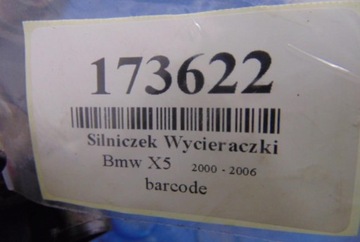 173622
Silniczek Wycieraczki
Bmw X5 2000 - 2006
barcode